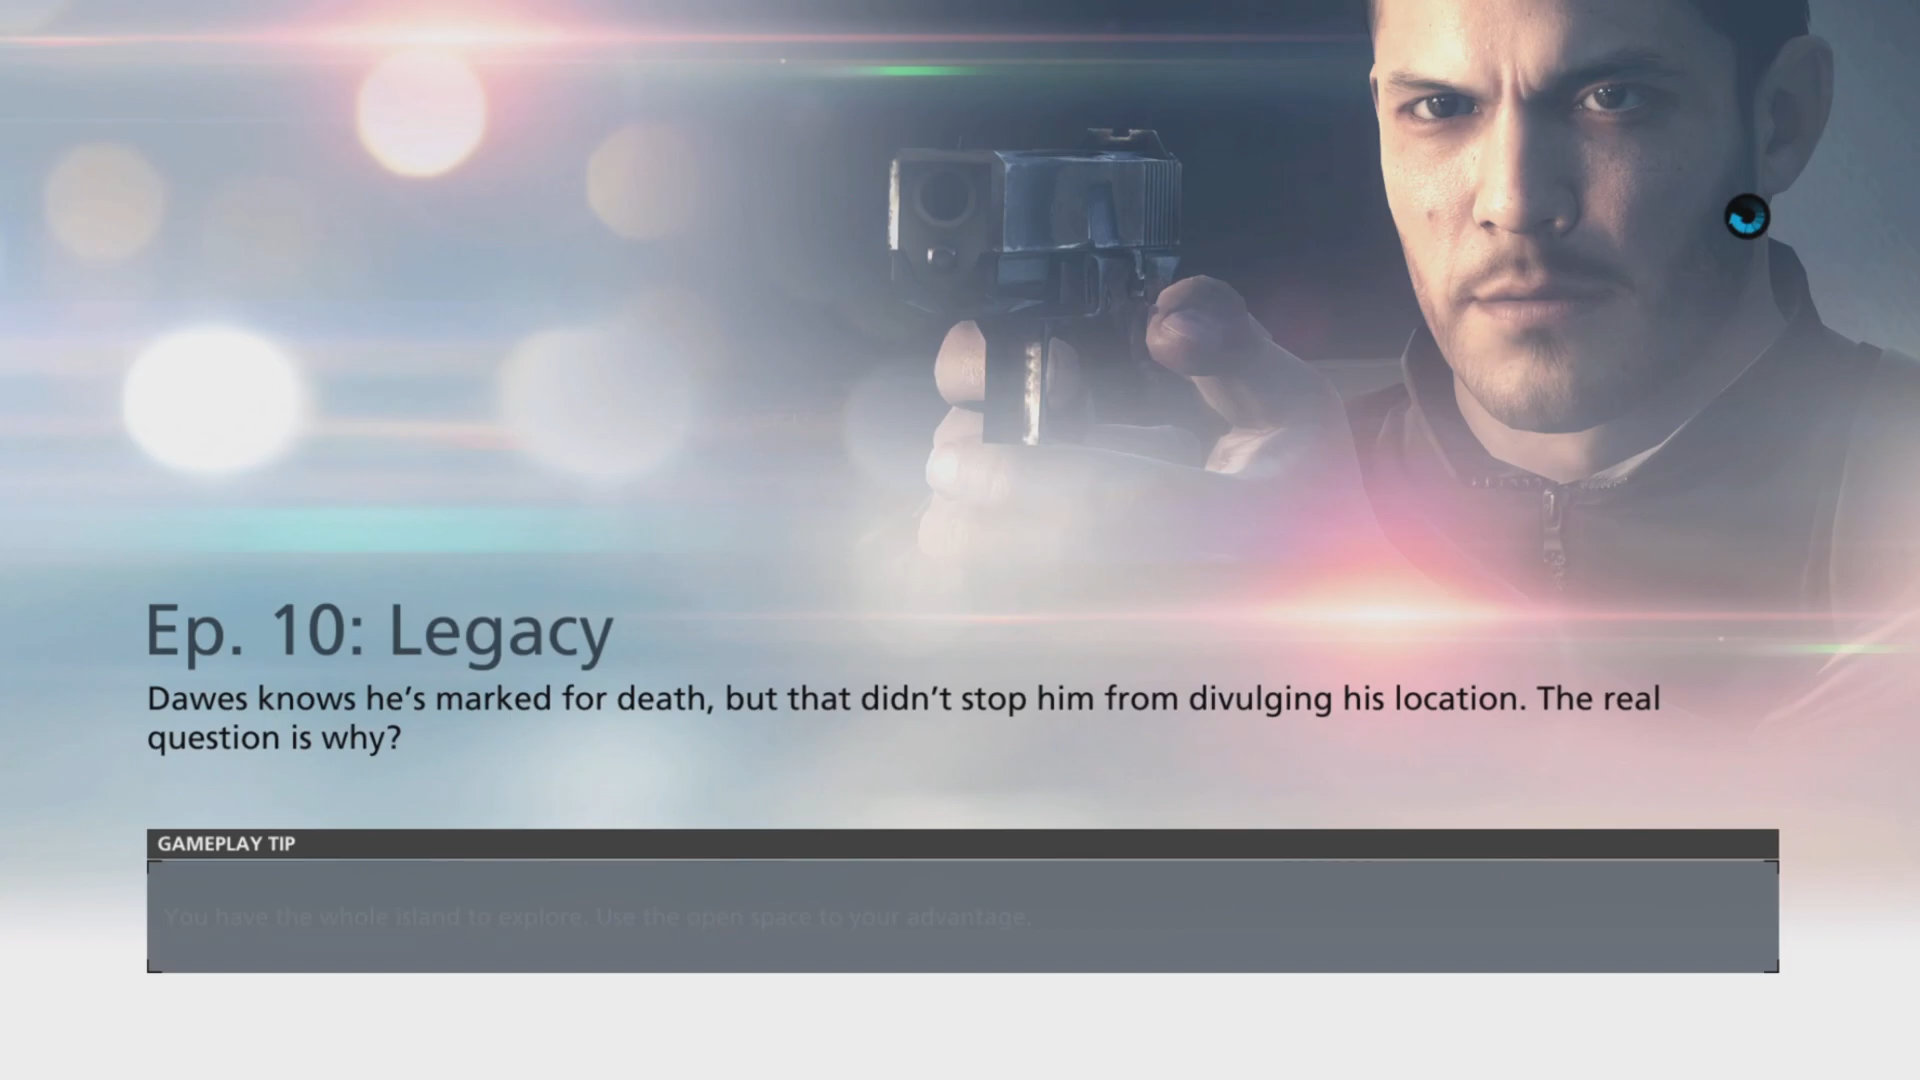 Ep. 10: Legacy
Dawes knows he’s marked for death, but that didn’t stop him from divulging his location. The real
question is why?
GAMEPLAY TIP
You have the whole island to explore. Use the open space to your advantage.